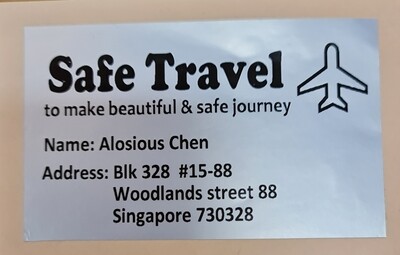 Safe Travel
to make beautiful & safe journey
Name: Alosious Chen
Address: Blk 328 #15-88
Woodlands street 88
Singapore 730328